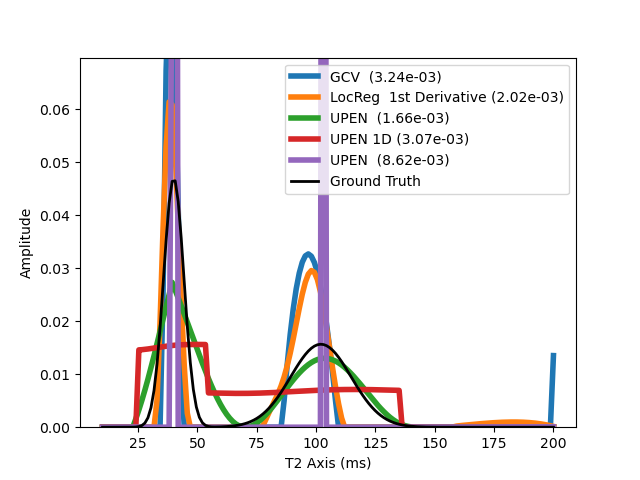 GCV (3.24e-03)
LocReg 1st Derivative (2.02e-03)
UPEN (1.66e-03)
UPEN 1D (3.07e-03)
UPEN (8.62e-03)
Ground Truth
Amplitude
0.06
0.05
0.04
0.03
0.02
0.01
0.00
25 50 75 100 125 150 175 200
T2 Axis (ms)